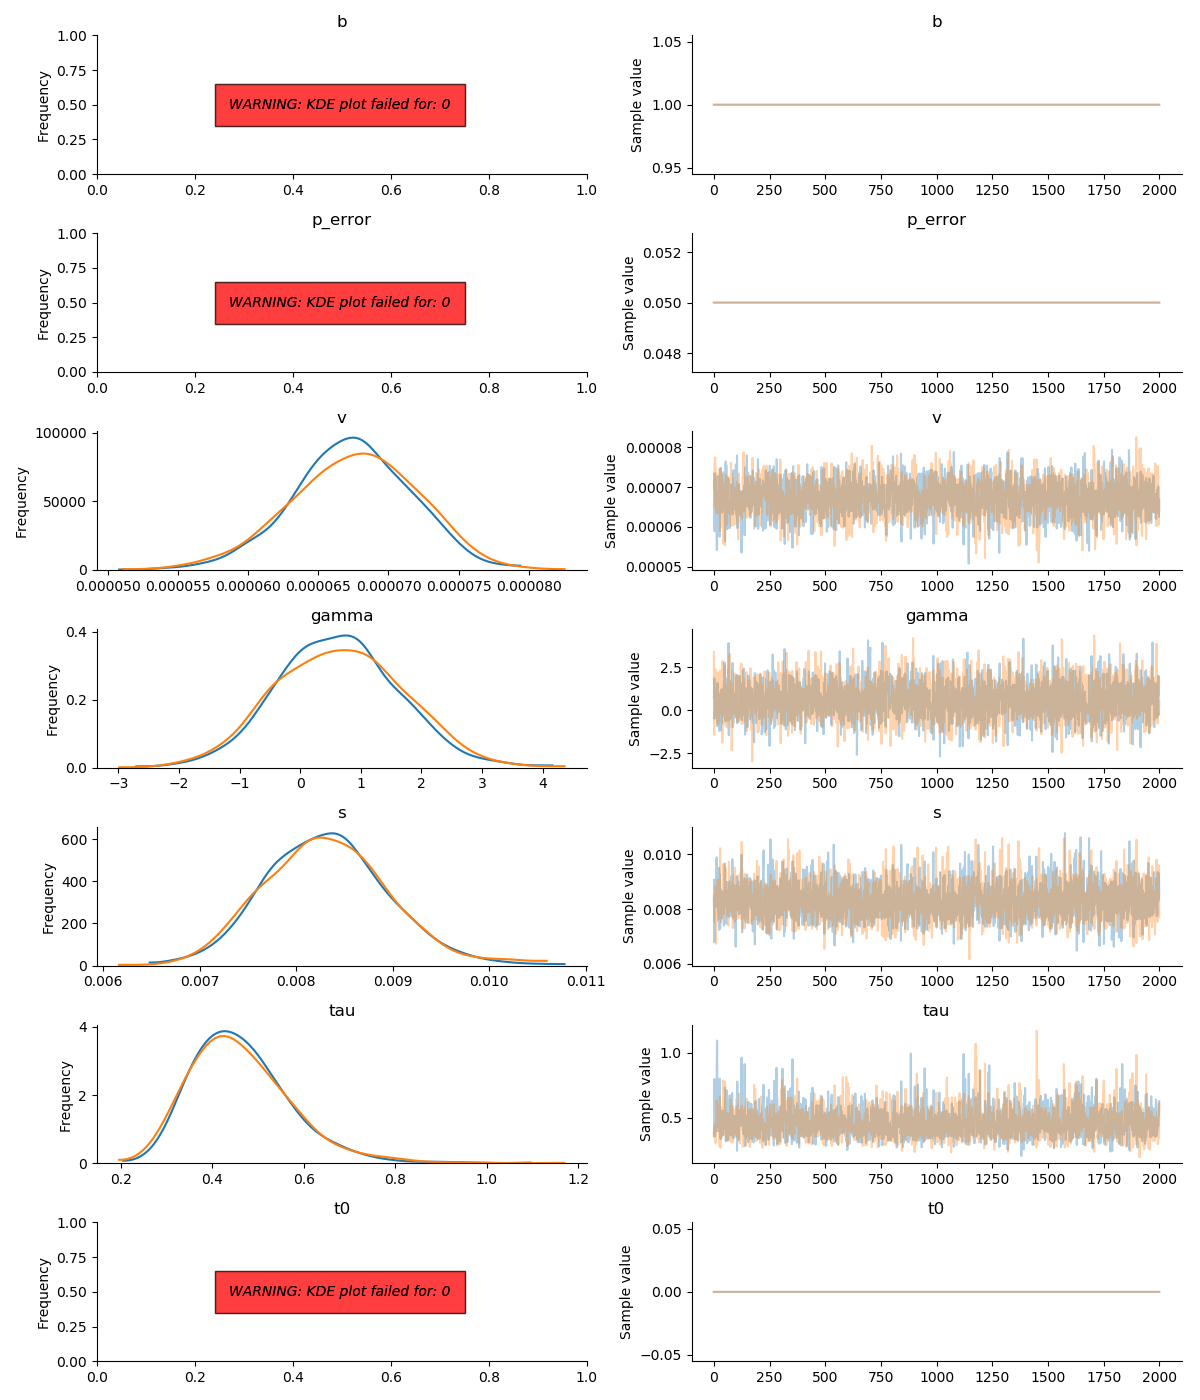 b
b
Frequency
1.00
0.75
0.50
0.25
0.00
WARNING: KDE plot failed for: 0
0.0 0.2 0.4 0.6 0.8 1.0
Sample value
1.05
1.00
0.95
0 250 500 750 1000 1250 1500 1750 2000
p_error
p_error
Frequency
1.00
0.75
0.50
0.25
0.00
WARNING: KDE plot failed for: 0
0.0 0.2 0.4 0.6 0.8 1.0
Sample value
0.052
0.050
0.048
0 250 500 750 1000 1250 1500 1750 2000
v
v
Frequency
100000
50000
0
0.000050 0.000055 0.000060 0.000065 0.000070 0.000075 0.000080
Sample value
0.00008
0.00007
0.00006
0.00005
0 250 500 750 1000 1250 1500 1750 2000
gamma
gamma
Frequency
0.4
0.2
0.0
−3 −2 −1 0 1 2 3 4
Sample value
2.5
0.0
−2.5
0 250 500 750 1000 1250 1500 1750 2000
s
s
Frequency
600
400
200
0
0.006 0.007 0.008 0.009 0.010 0.011
Sample value
0.010
0.008
0.006
0 250 500 750 1000 1250 1500 1750 2000
tau
tau
Frequency
4
2
0
0.2 0.4 0.6 0.8 1.0 1.2
Sample value
1.0
0.5
0 250 500 750 1000 1250 1500 1750 2000
t0
t0
Frequency
1.00
0.75
0.50
0.25
0.00
WARNING: KDE plot failed for: 0
0.0 0.2 0.4 0.6 0.8 1.0
Sample value
0.05
0.00
−0.05
0 250 500 750 1000 1250 1500 1750 2000